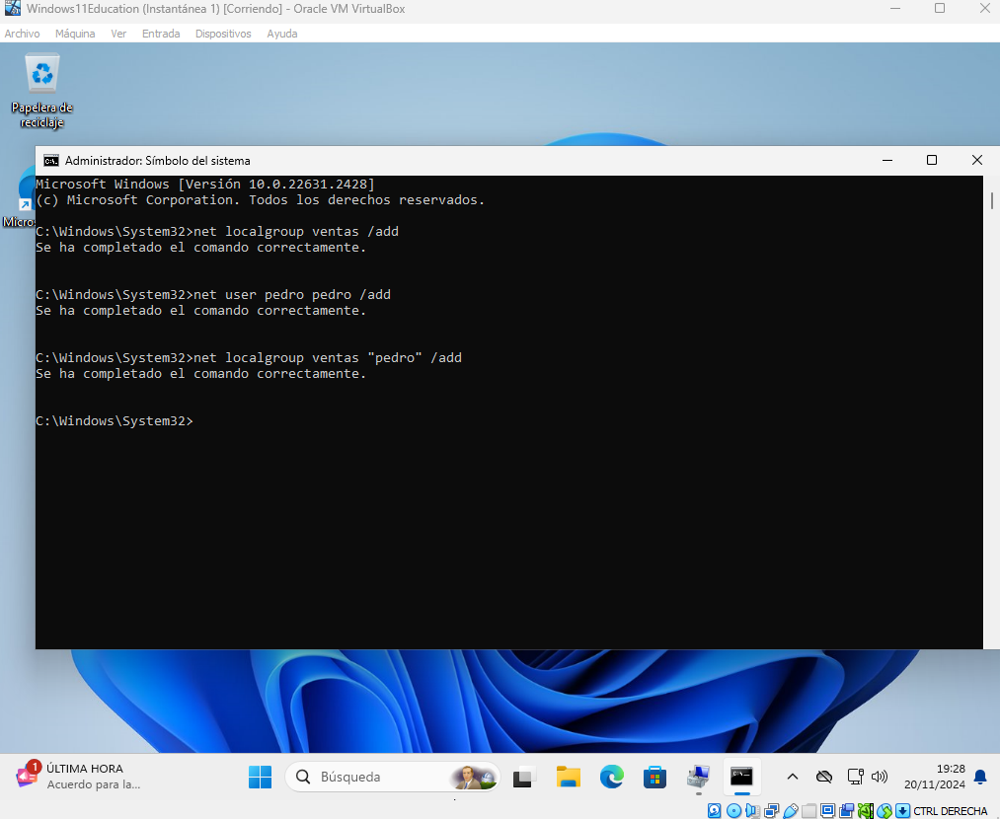 Windows11Education (Instantánea 1) [Corriendo] - Oracle VM VirtualBox
Archivo Máquina Ver Entrada Dispositivos Ayuda
Papelera de
reciclaje
Administrador: Símbolo del sistema
Micro
Microsoft Windows [Versión 10.0.22631.2428]
(c) Microsoft Corporation. Todos los derechos reservados.
C:\Windows\System32>net localgroup ventas /add
Se ha completado el comando correctamente.
C:\Windows\System32>net user pedro pedro /add
Se ha completado el comando correctamente.
C:\Windows\System32>net localgroup ventas "pedro" /add
Se ha completado el comando correctamente.
C:\Windows\System32>
1
ÚLTIMA HORA
Acuerdo para la...
Búsqueda
19:28
20/11/2024
CTRL DERECHA